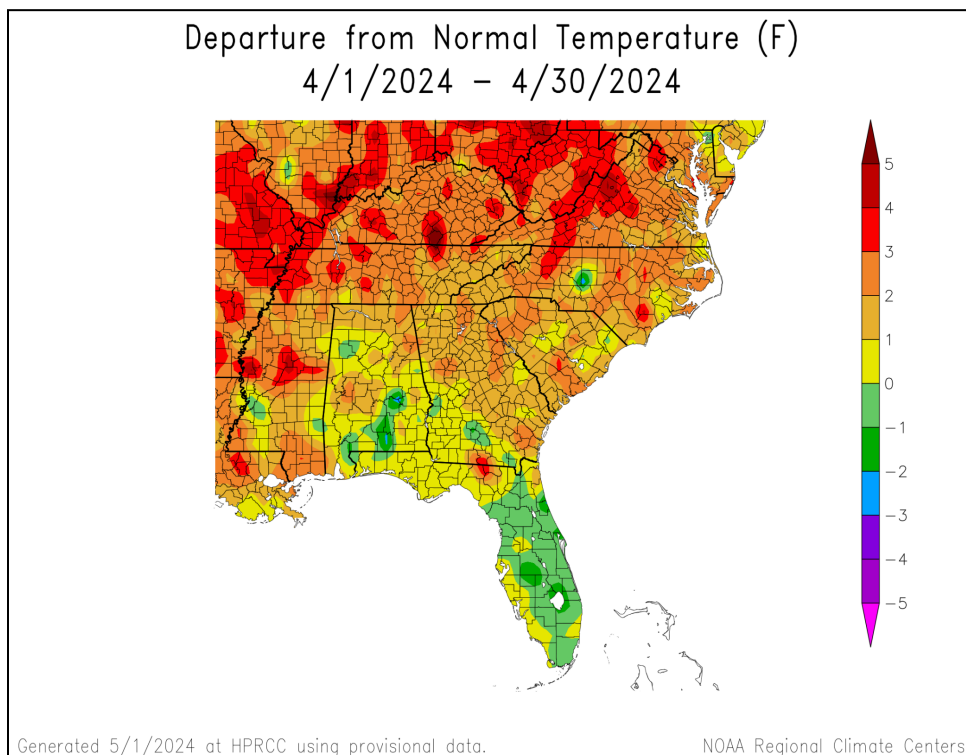 Departure from Normal Temperature (F)
4/1/2024 – 4/30/2024
5
4
3
2
1
0
−1
−2
−3
−4
−5
Generated 5/1/2024 at HPRCC using provisional data.
NOAA Regional Climate Centers